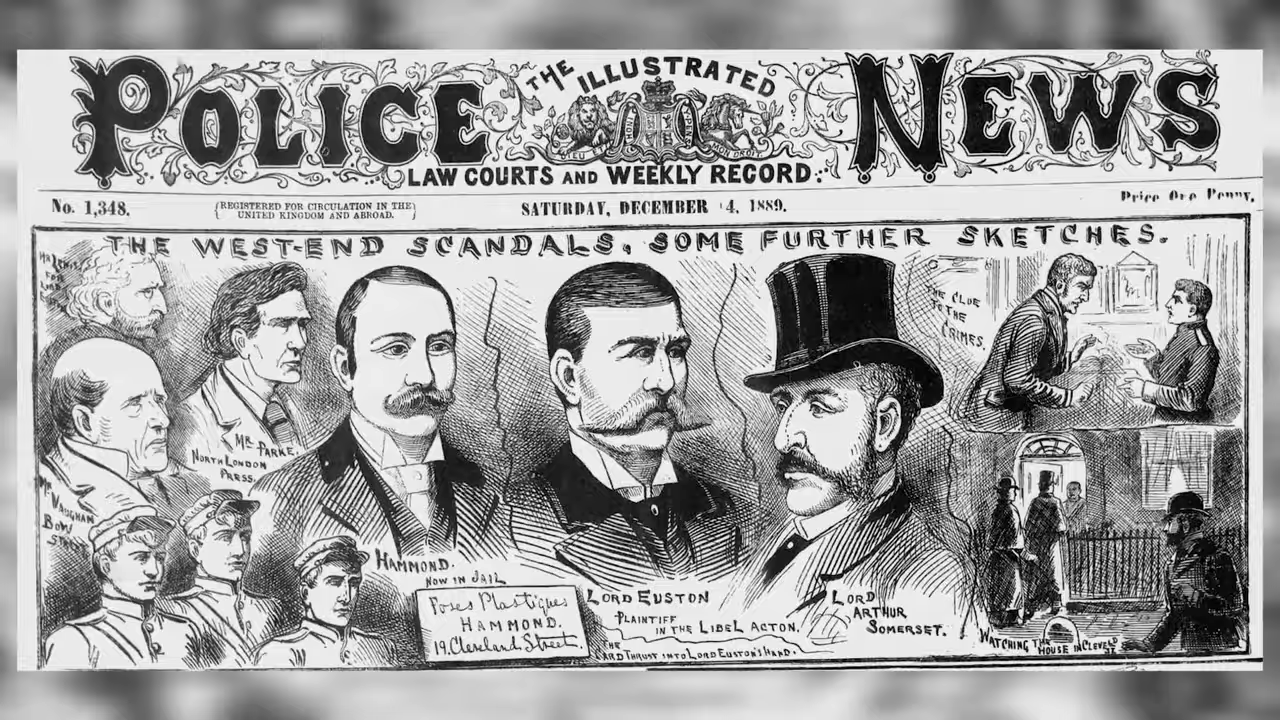 THE ILLUSTRATED
POLICE NEWS
LAW COURTS AND WEEKLY RECORD.
No. 1,348.
REGISTERED FOR CIRCULATION IN THE
UNITED KINGDOM AND ABROAD.
SATURDAY, DECEMBER 4, 1889.
Price One Penny.
THE WEST-END SCANDALS, SOME FURTHER SKETCHES.
FOR
MR. PARKE.
NORTH LONDON
PRESS.
MR VAUGHAN
BOW
STREET
HAMMOND.
NOW IN JAIL
Poses Plastiques
HAMMOND.
19. Cleveland Street.
LORD EUSTON
PLAINTIFF
IN THE LIBEL ACTON.
THE
CARD THRUST INTO LORD EUSTON'S HAND.
LORD
ARTHUR
SOMERSET.
THE CLUE
TO THE
CRIMES.
WATCHING THE
HOUSE IN CLEVELD
ST